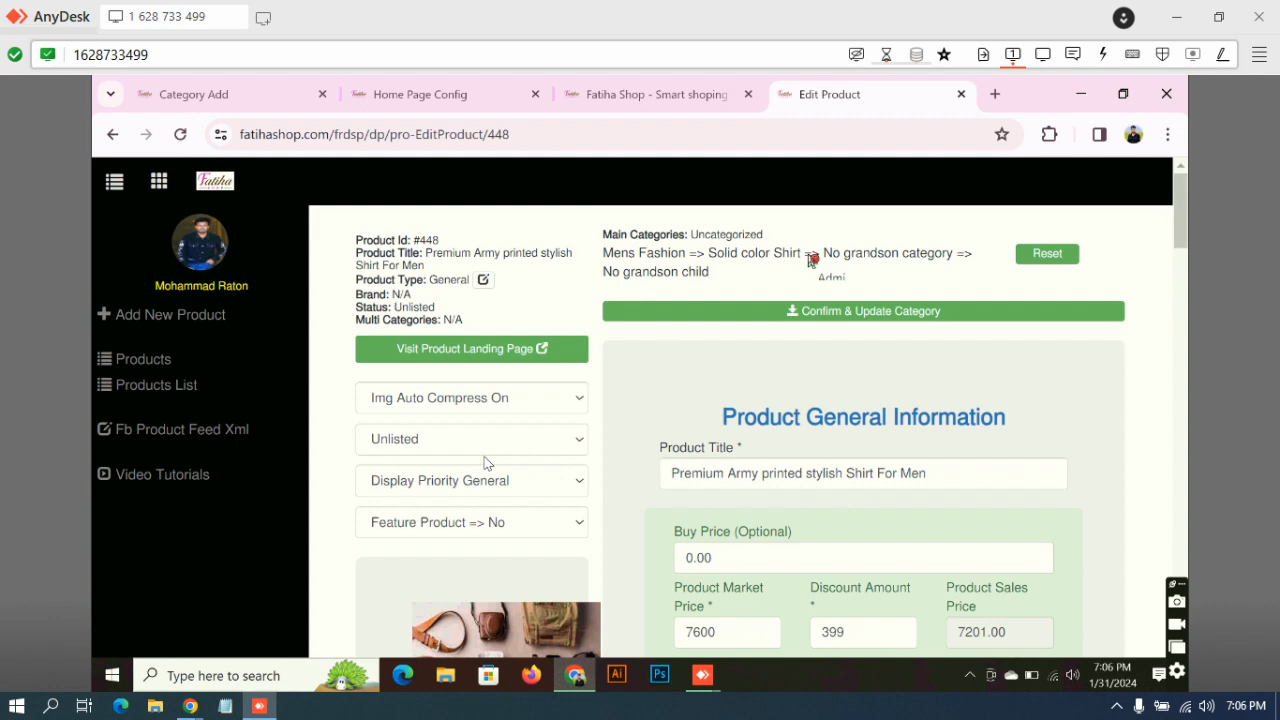 AnyDesk
1 628 733 499
1628733499
Category Add
Home Page Config
Fatiha Shop - Smart shoping
Edit Product
fatihashop.com/frdsp/dp/pro-EditProduct/448
Fatiha
Mohammad Raton
Add New Product
Products
Products List
Fb Product Feed Xml
Video Tutorials
Product Id: #448
Product Title: Premium Army printed stylish
Shirt For Men
Product Type: General
Brand: N/A
Status: Unlisted
Multi Categories: N/A
Visit Product Landing Page
Img Auto Compress On
Unlisted
Display Priority General
Feature Product => No
Main Categories: Uncategorized
Mens Fashion => Solid color Shirt => No grandson category =>
No grandson child
Admi
Reset
Confirm & Update Category
Product General Information
Product Title *
Premium Army printed stylish Shirt For Men
Buy Price (Optional)
0.00
Product Market
Price *
Discount Amount
*
Product Sales
Price
7600
399
7201.00
Type here to search
Ai
Ps
7:06 PM
1/31/2024
7:06 PM